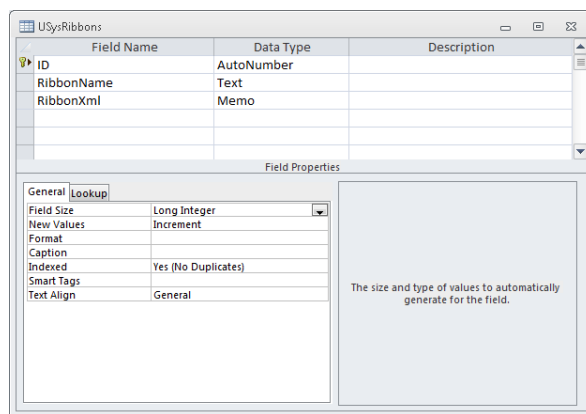 USysRibbons
Field Name Data Type Description
ID AutoNumber
RibbonName Text
RibbonXml Memo
Field Properties
General Lookup
Field Size Long Integer
New Values Increment
Format
Caption
Indexed Yes (No Duplicates)
Smart Tags
Text Align General
The size and type of values to automatically
generate for the field.